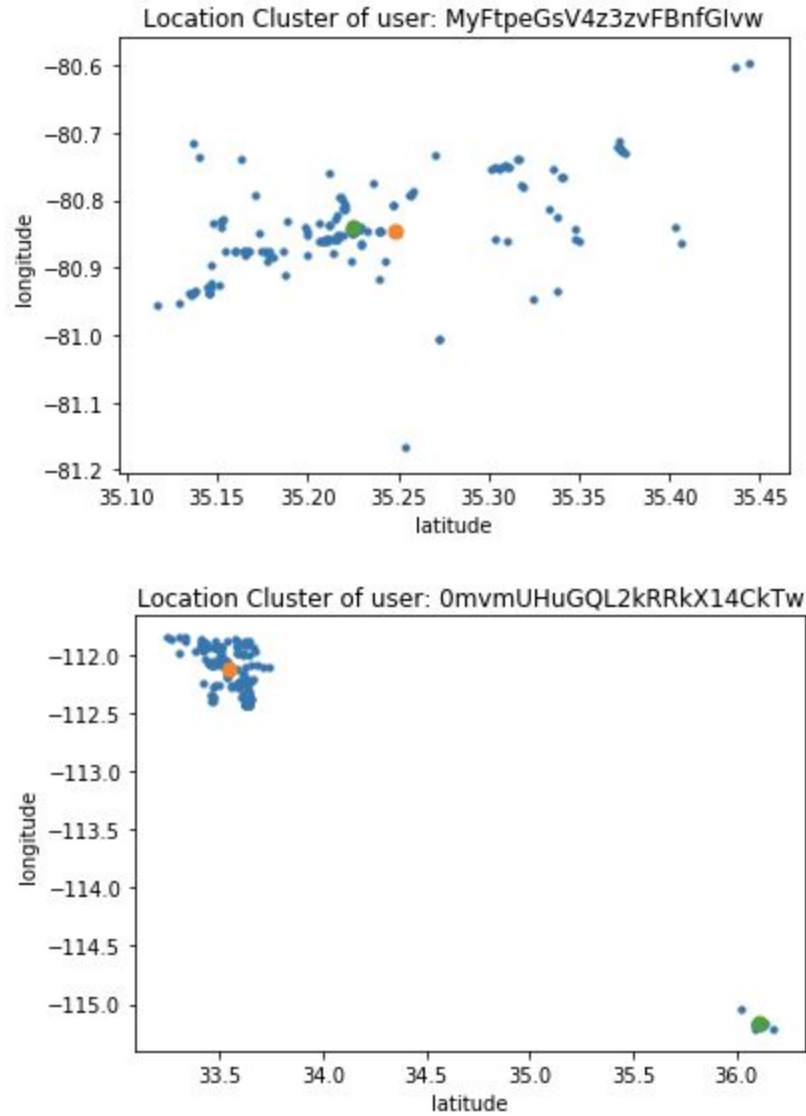 Location Cluster of user: MyFtpeGsV4z3zvFBnfGIvw
−80.6
−80.7
−80.8
−80.9
−81.0
−81.1
−81.2
longitude
35.10 35.15 35.20 35.25 35.30 35.35 35.40 35.45
latitude
Location Cluster of user: 0mvmUHuGQL2kRRkX14CkTw
−112.0
−112.5
−113.0
−113.5
−114.0
−114.5
−115.0
longitude
33.5 34.0 34.5 35.0 35.5 36.0
latitude